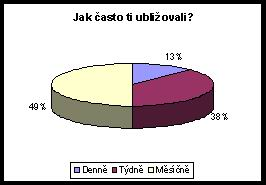 Jak často ti ubližovali?
13%
38%
49%
Denně Týdně Měsíčně